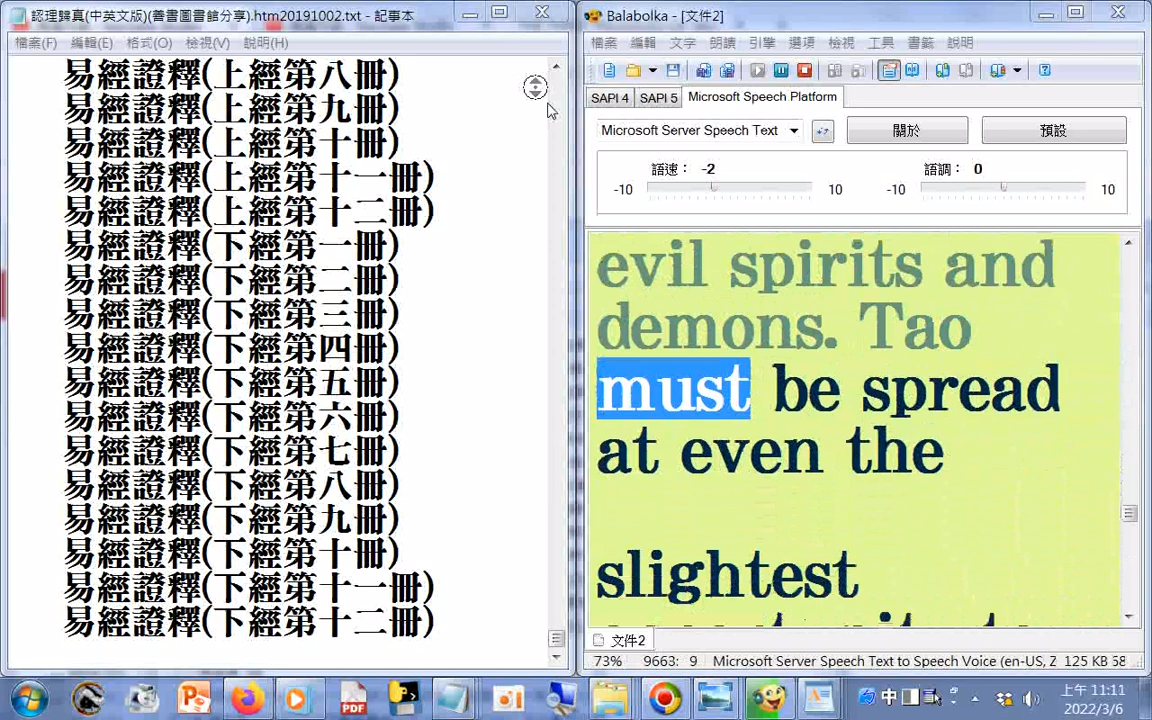 認理歸真(中英文版)(善書圖書館分享).htm20191002.txt - 記事本
檔案(F) 編輯(E) 格式(O) 檢視(V) 說明(H)
易經證釋(上經第八冊)
易經證釋(上經第九冊)
易經證釋(上經第十冊)
易經證釋(上經第十一冊)
易經證釋(上經第十二冊)
易經證釋(下經第一冊)
易經證釋(下經第二冊)
易經證釋(下經第三冊)
易經證釋(下經第四冊)
易經證釋(下經第五冊)
易經證釋(下經第六冊)
易經證釋(下經第七冊)
易經證釋(下經第八冊)
易經證釋(下經第九冊)
易經證釋(下經第十冊)
易經證釋(下經第十一冊)
易經證釋(下經第十二冊)
Balabolka - [文件2]
檔案 編輯 文字 朗讀 引擎 選項 檢視 工具 書籤 說明
SAPI 4 SAPI 5 Microsoft Speech Platform
Microsoft Server Speech Text 關於 預設
語速： -2 語調： 0
-10 10 -10 10
evil spirits and
demons. Tao
must be spread
at even the
slightest
文件2
73% 9663: 9 Microsoft Server Speech Text to Speech Voice (en-US, Z 125 KB 58
PDF 中 上午 11:11
2022/3/6